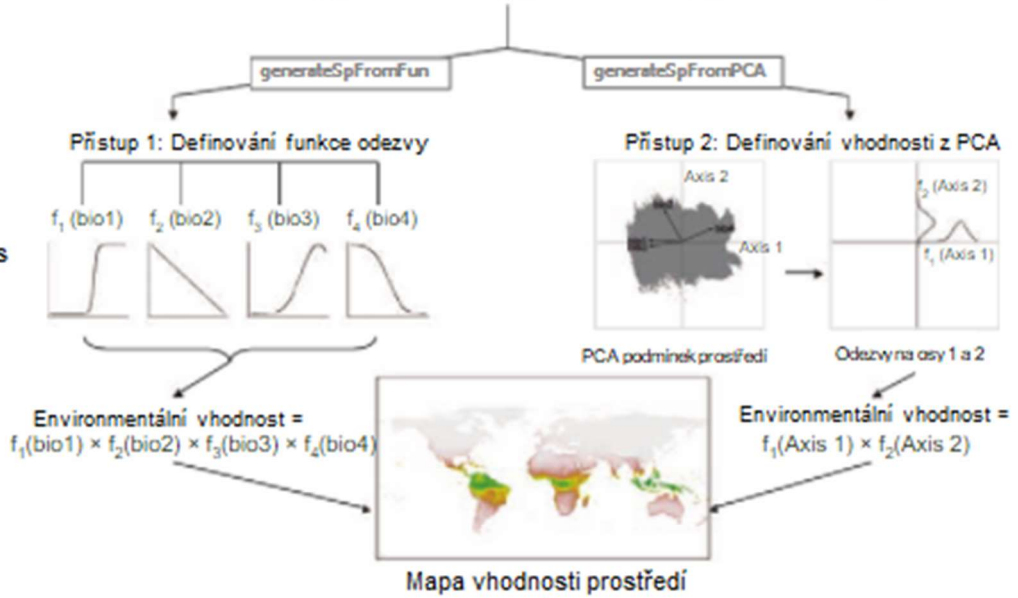 generateSpFromFun
generateSpFromPCA
Přístup 1: Definování funkce odezvy
f₁ (bio1) f₂ (bio2) f₃ (bio3) f₄ (bio4)
s
Environmentální vhodnost =
f₁(bio1) × f₂(bio2) × f₃(bio3) × f₄(bio4)
Přístup 2: Definování vhodnosti z PCA
Axis 2
Axis 1
PCA podmínek prostředí
f₂ (Axis 2)
f₁ (Axis 1)
Odezvy na osy 1 a 2
Environmentální vhodnost =
f₁(Axis 1) × f₂(Axis 2)
Mapa vhodnosti prostředí